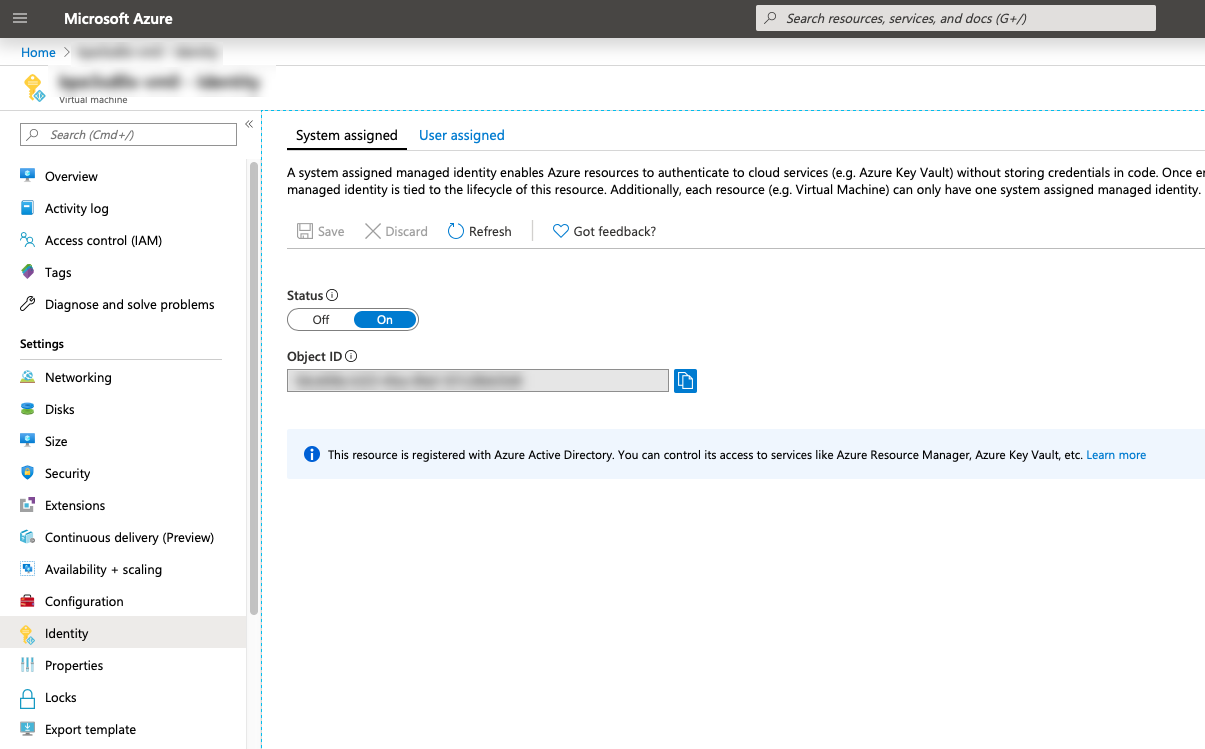 Microsoft Azure
Search resources, services, and docs (G+/)
Home >
Virtual machine
Search (Cmd+/)
«
Overview
Activity log
Access control (IAM)
Tags
Diagnose and solve problems
Settings
Networking
Disks
Size
Security
Extensions
Continuous delivery (Preview)
Availability + scaling
Configuration
Identity
Properties
Locks
Export template
System assigned User assigned
A system assigned managed identity enables Azure resources to authenticate to cloud services (e.g. Azure Key Vault) without storing credentials in code. Once
managed identity is tied to the lifecycle of this resource. Additionally, each resource (e.g. Virtual Machine) can only have one system assigned managed identity.
Save Discard Refresh Got feedback?
Status
Off On
Object ID
This resource is registered with Azure Active Directory. You can control its access to services like Azure Resource Manager, Azure Key Vault, etc. Learn more